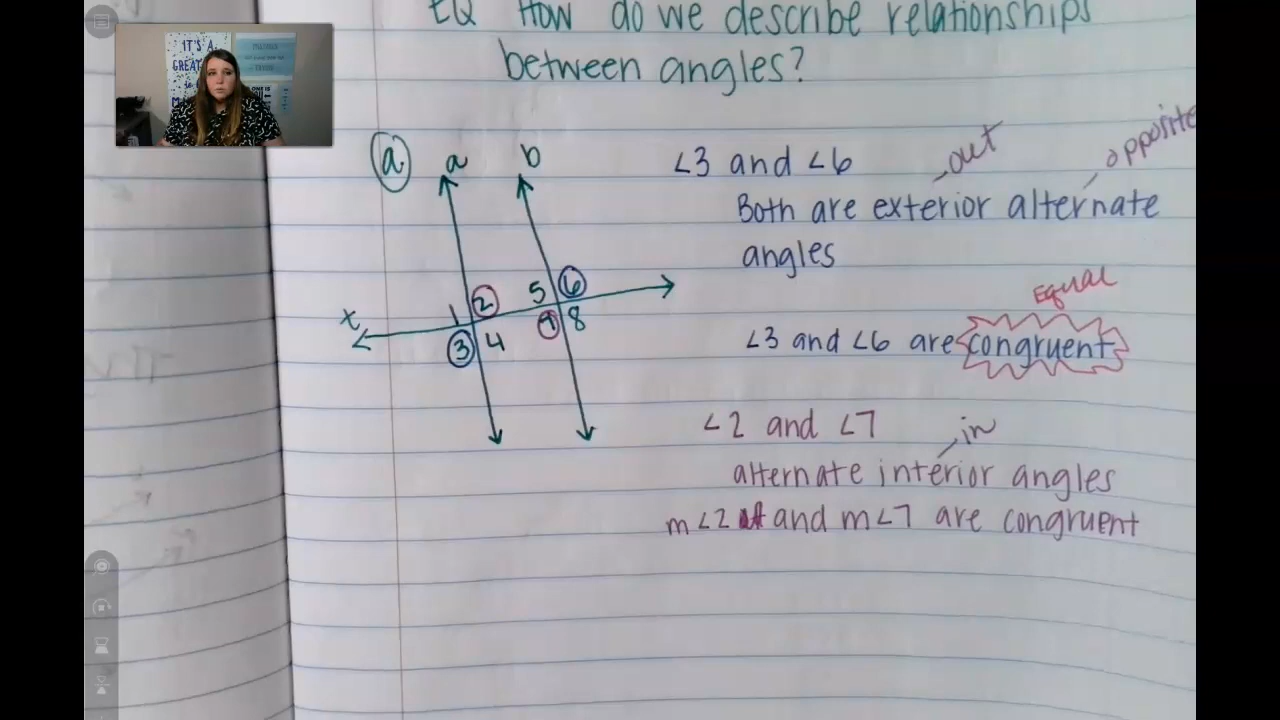 EQ How do we describe relationships
between angles?
IT'S A
GREAT
a
a
b
∠3 and ∠6
out
opposite
Both are exterior alternate
angles
1 2 5 6
t
3 4 7 8
Equal
∠3 and ∠6 are congruent
∠2 and ∠7
in
alternate interior angles
m∠2 and m∠7 are congruent